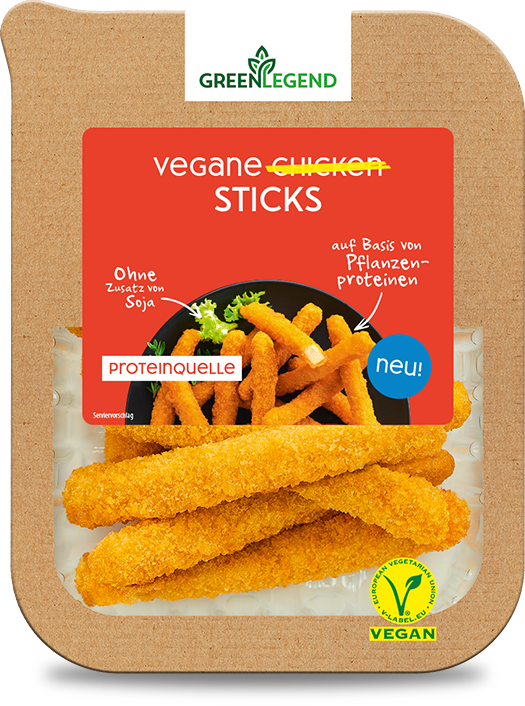 GREENLEGEND
vegane chicken
STICKS
auf Basis von
Pflanzen-
proteinen
Ohne
Zusatz von
Soja
PROTEINQUELLE
neu!
Serviervorschlag
EUROPEAN VEGETARIAN UNION
V-LABEL.EU
VEGAN